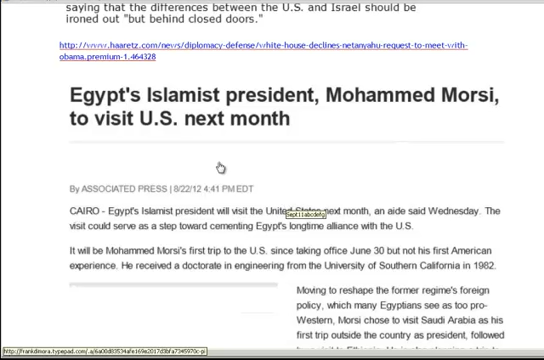 saying that the differences between the U.S. and Israel should be
ironed out "but behind closed doors."
http://www.haaretz.com/news/diplomacy-defense/white-house-declines-netanyahu-request-to-meet-with-
obama.premium-1.464328
Egypt's Islamist president, Mohammed Morsi,
to visit U.S. next month
By ASSOCIATED PRESS | 8/22/12 4:41 PM EDT
CAIRO - Egypt's Islamist president will visit the United States next month, an aide said Wednesday. The
Sept11abcdefg
visit could serve as a step toward cementing Egypt's longtime alliance with the U.S.
It will be Mohammed Morsi's first trip to the U.S. since taking office June 30 but not his first American
experience. He received a doctorate in engineering from the University of Southern California in 1982.
Moving to reshape the former regime's foreign
policy, which many Egyptians see as too pro-
Western, Morsi chose to visit Saudi Arabia as his
first trip outside the country as president, followed